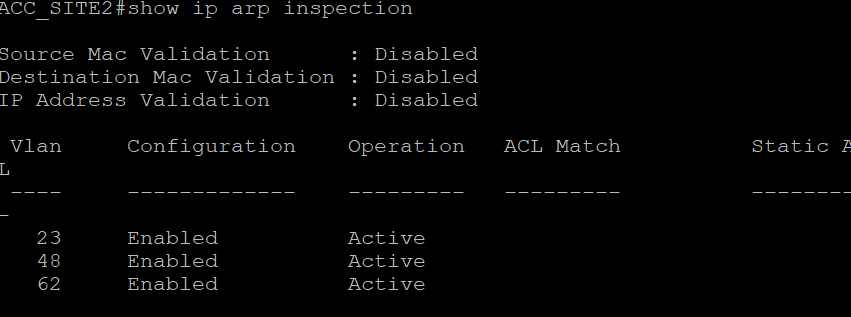 ACC_SITE2#show ip arp inspection
Source Mac Validation : Disabled
Destination Mac Validation : Disabled
IP Address Validation : Disabled
Vlan Configuration Operation ACL Match Static A
L
---- ------------- --------- --------- --------
-
23 Enabled Active
48 Enabled Active
62 Enabled Active